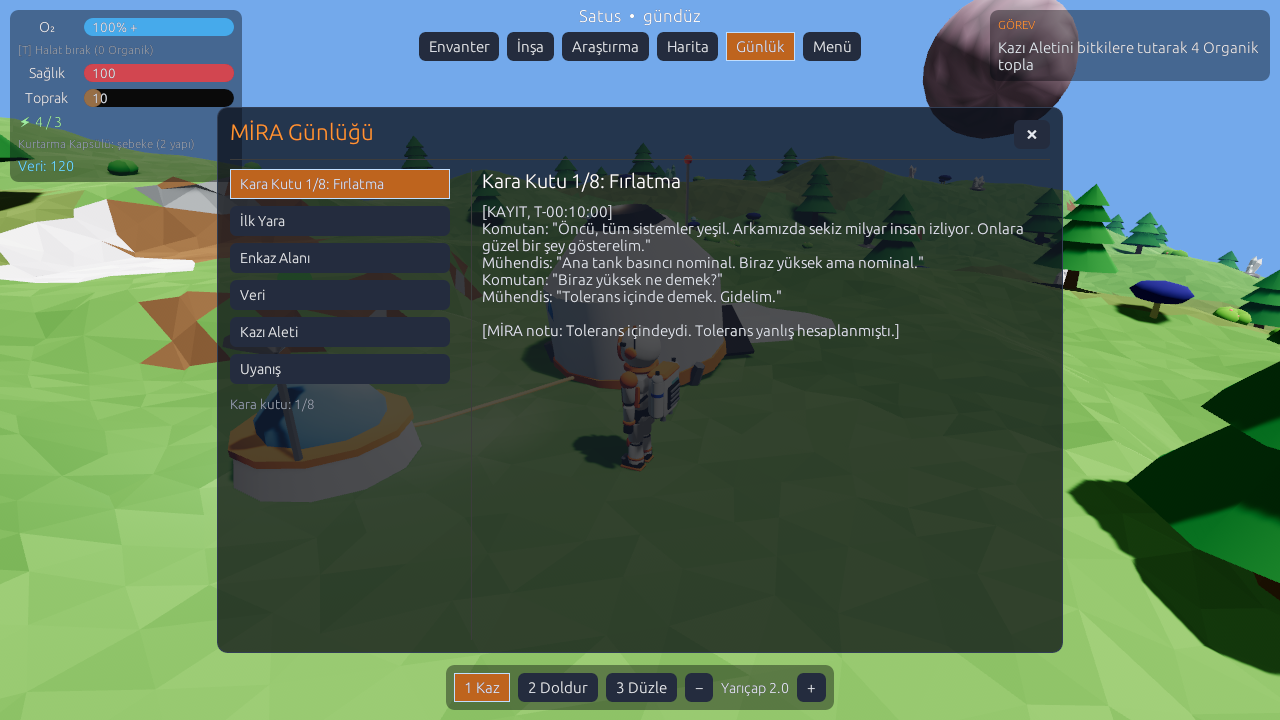 O₂ 100% +
[T] Halat bırak (0 Organik)
Sağlık 100
Toprak 10
⚡ 4 / 3
Kurtarma Kapsülü: şebeke (2 yapı)
Veri: 120
Satus • gündüz
Envanter İnşa Araştırma Harita Günlük Menü
GÖREV
Kazı Aletini bitkilere tutarak 4 Organik
topla
MİRA Günlüğü
×
Kara Kutu 1/8: Fırlatma
İlk Yara
Enkaz Alanı
Veri
Kazı Aleti
Uyanış
Kara kutu: 1/8
Kara Kutu 1/8: Fırlatma
[KAYIT, T-00:10:00]
Komutan: "Öncü, tüm sistemler yeşil. Arkamızda sekiz milyar insan izliyor. Onlara
güzel bir şey gösterelim."
Mühendis: "Ana tank basıncı nominal. Biraz yüksek ama nominal."
Komutan: "Biraz yüksek ne demek?"
Mühendis: "Tolerans içinde demek. Gidelim."
[MİRA notu: Tolerans içindeydi. Tolerans yanlış hesaplanmıştı.]
1 Kaz 2 Doldur 3 Düzle − Yarıçap 2.0 +